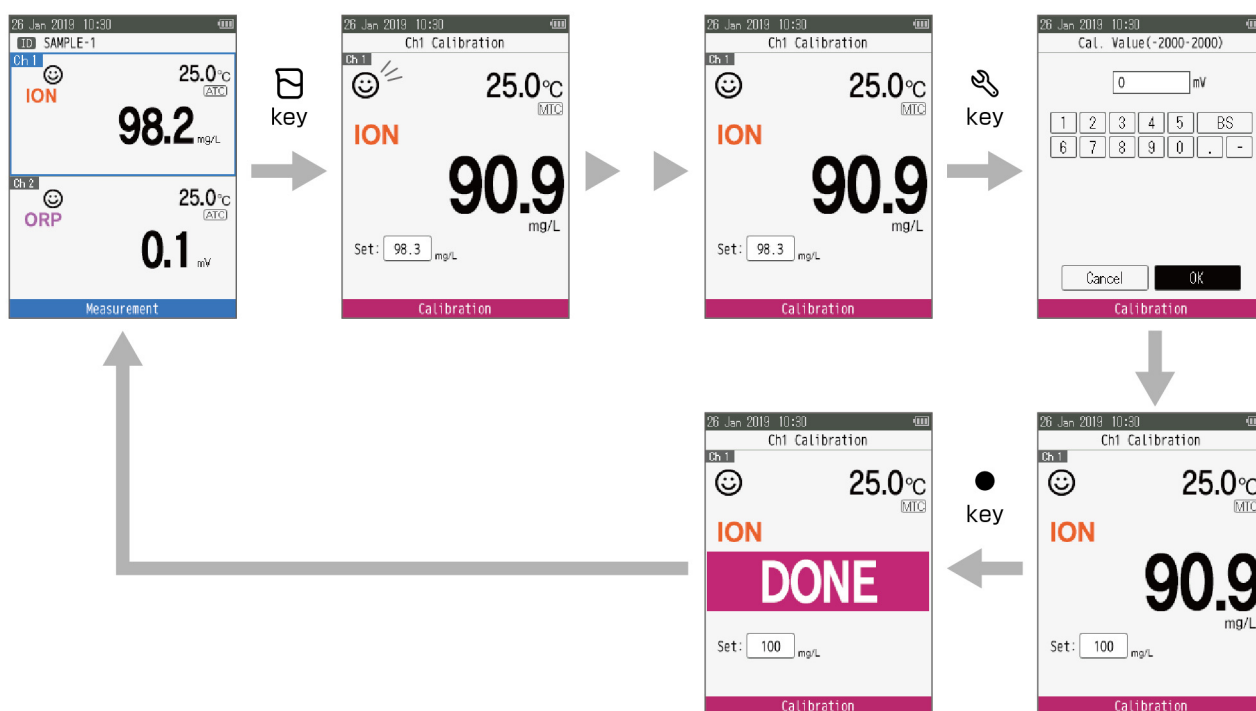 26 Jan 2019 10:30
ID SAMPLE-1
Ch 1
25.0°C
ION
ATC
98.2 mg/L
Ch 2
25.0°C
ORP
ATC
0.1 mV
Measurement
key
26 Jan 2019 10:30
Ch1 Calibration
Ch 1
25.0°C
MTC
ION
90.9
mg/L
Set: 98.3 mg/L
Calibration
26 Jan 2019 10:30
Ch1 Calibration
Ch 1
25.0°C
MTC
ION
90.9
mg/L
Set: 98.3 mg/L
Calibration
key
26 Jan 2019 10:30
Cal. Value(-2000-2000)
0 mV
1 2 3 4 5 BS
6 7 8 9 0 . -
Cancel OK
Calibration
26 Jan 2019 10:30
Ch1 Calibration
Ch 1
25.0°C
MTC
ION
90.9
mg/L
Set: 100 mg/L
Calibration
key
26 Jan 2019 10:30
Ch1 Calibration
Ch 1
25.0°C
MTC
ION
DONE
Set: 100 mg/L
Calibration